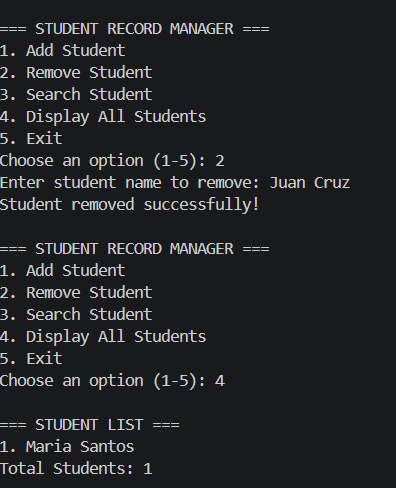 === STUDENT RECORD MANAGER ===
1. Add Student
2. Remove Student
3. Search Student
4. Display All Students
5. Exit
Choose an option (1-5): 2
Enter student name to remove: Juan Cruz
Student removed successfully!
=== STUDENT RECORD MANAGER ===
1. Add Student
2. Remove Student
3. Search Student
4. Display All Students
5. Exit
Choose an option (1-5): 4
=== STUDENT LIST ===
1. Maria Santos
Total Students: 1